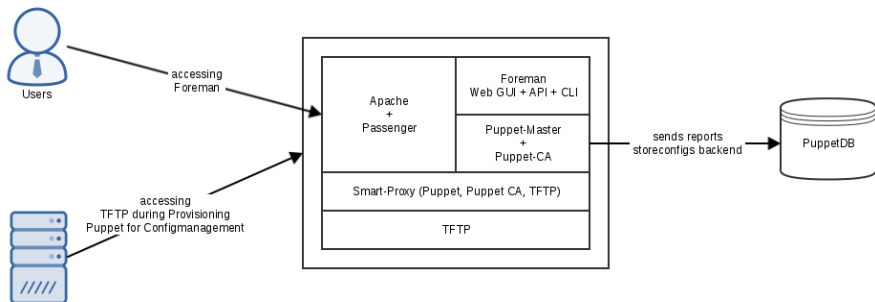 Users
accessing
Foreman
accessing
TFTP during Provisioning
Puppet for Configmanagement
Apache
+
Passenger
Foreman
Web GUI + API + CLI
Puppet-Master
+
Puppet-CA
Smart-Proxy (Puppet, Puppet CA, TFTP)
TFTP
sends reports
storeconfigs backend
PuppetDB